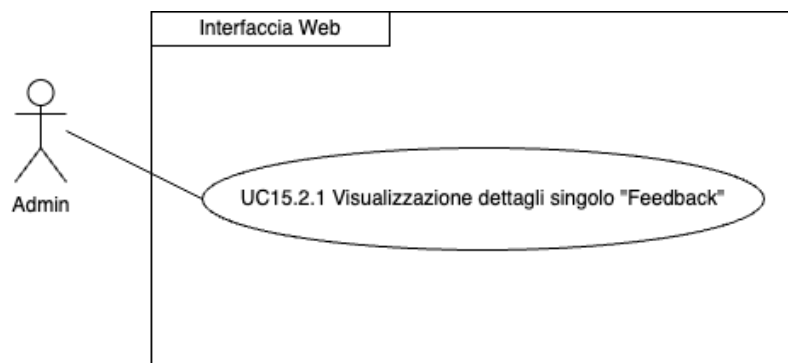 Interfaccia Web
Admin
UC15.2.1 Visualizzazione dettagli singolo "Feedback"